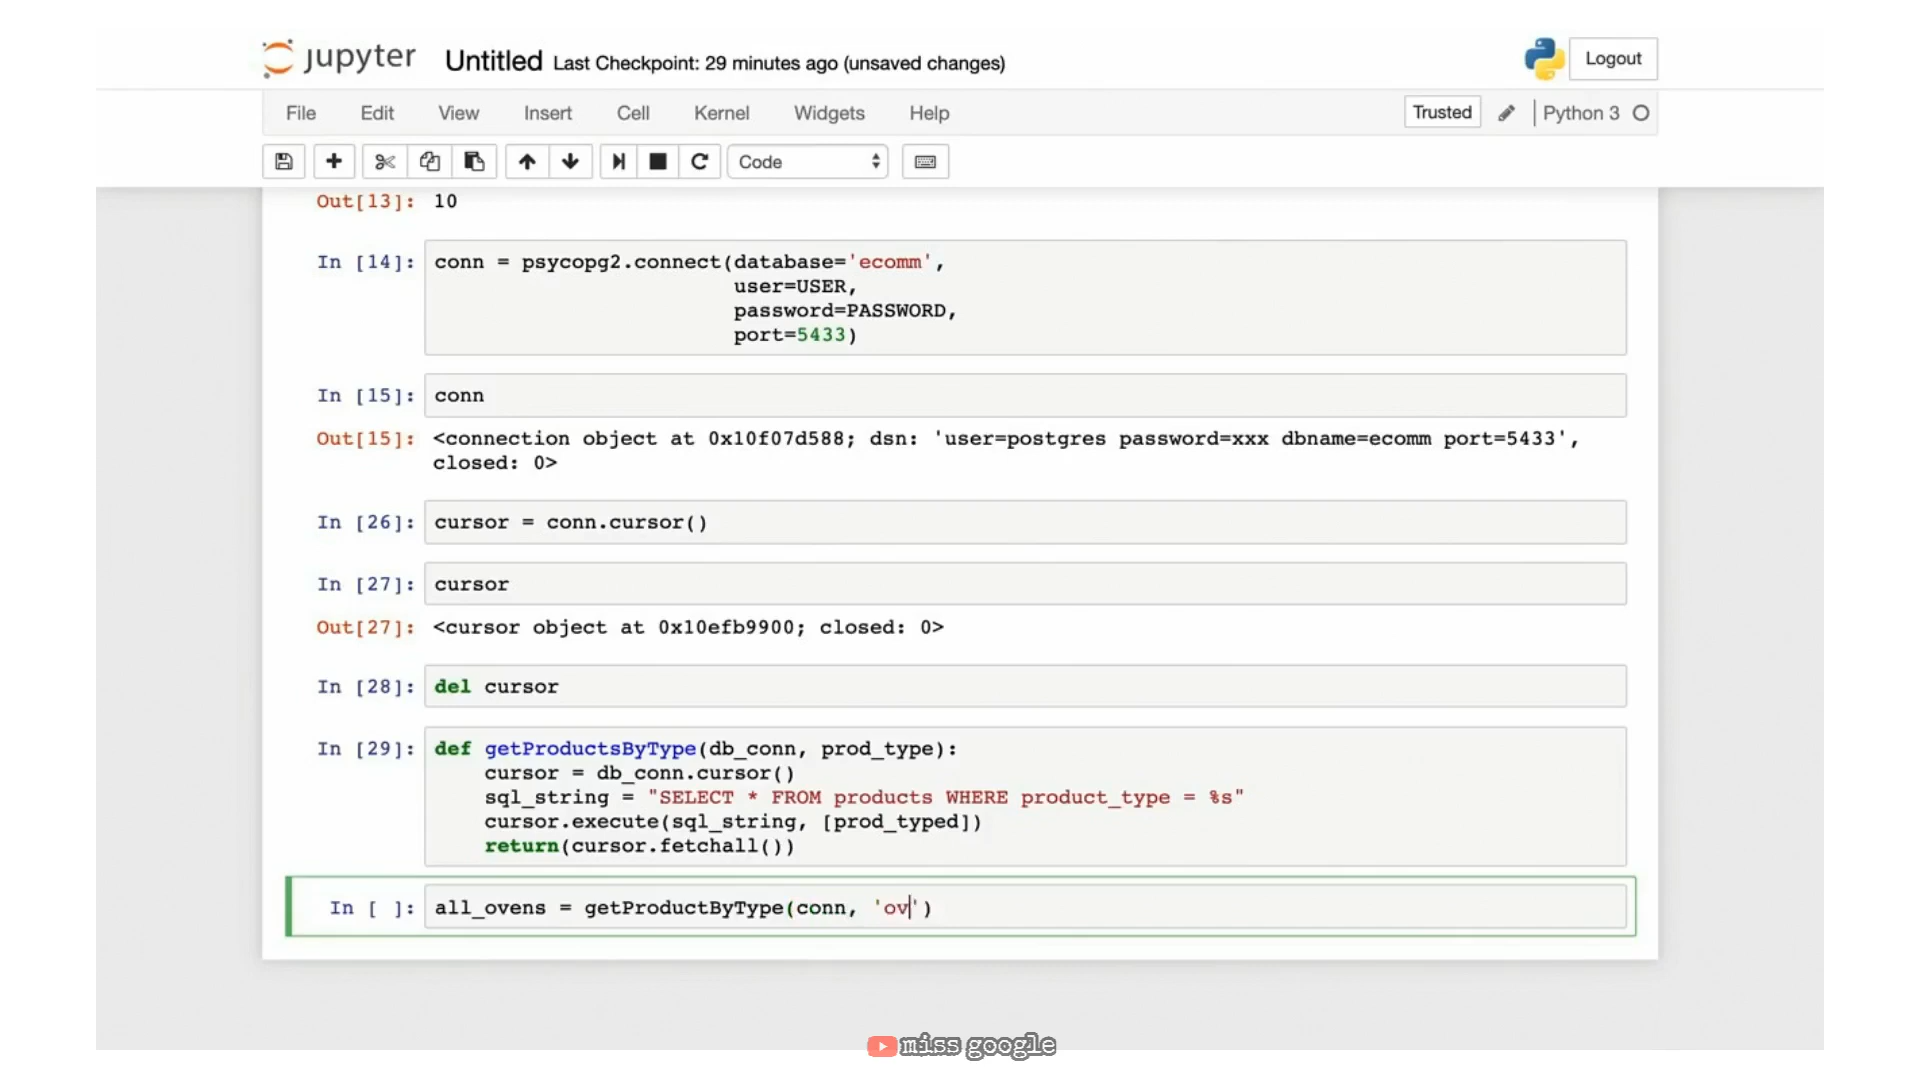 jupyter Untitled Last Checkpoint: 29 minutes ago (unsaved changes) Logout
File Edit View Insert Cell Kernel Widgets Help Trusted Python 3
Code
Out[13]: 10
In [14]: conn = psycopg2.connect(database='ecomm',
user=USER,
password=PASSWORD,
port=5433)
In [15]: conn
Out[15]: <connection object at 0x10f07d588; dsn: 'user=postgres password=xxx dbname=ecomm port=5433',
closed: 0>
In [26]: cursor = conn.cursor()
In [27]: cursor
Out[27]: <cursor object at 0x10efb9900; closed: 0>
In [28]: del cursor
In [29]: def getProductsByType(db_conn, prod_type):
cursor = db_conn.cursor()
sql_string = "SELECT * FROM products WHERE product_type = %s"
cursor.execute(sql_string, [prod_typed])
return(cursor.fetchall())
In [ ]: all_ovens = getProductByType(conn, 'ov')
miss google